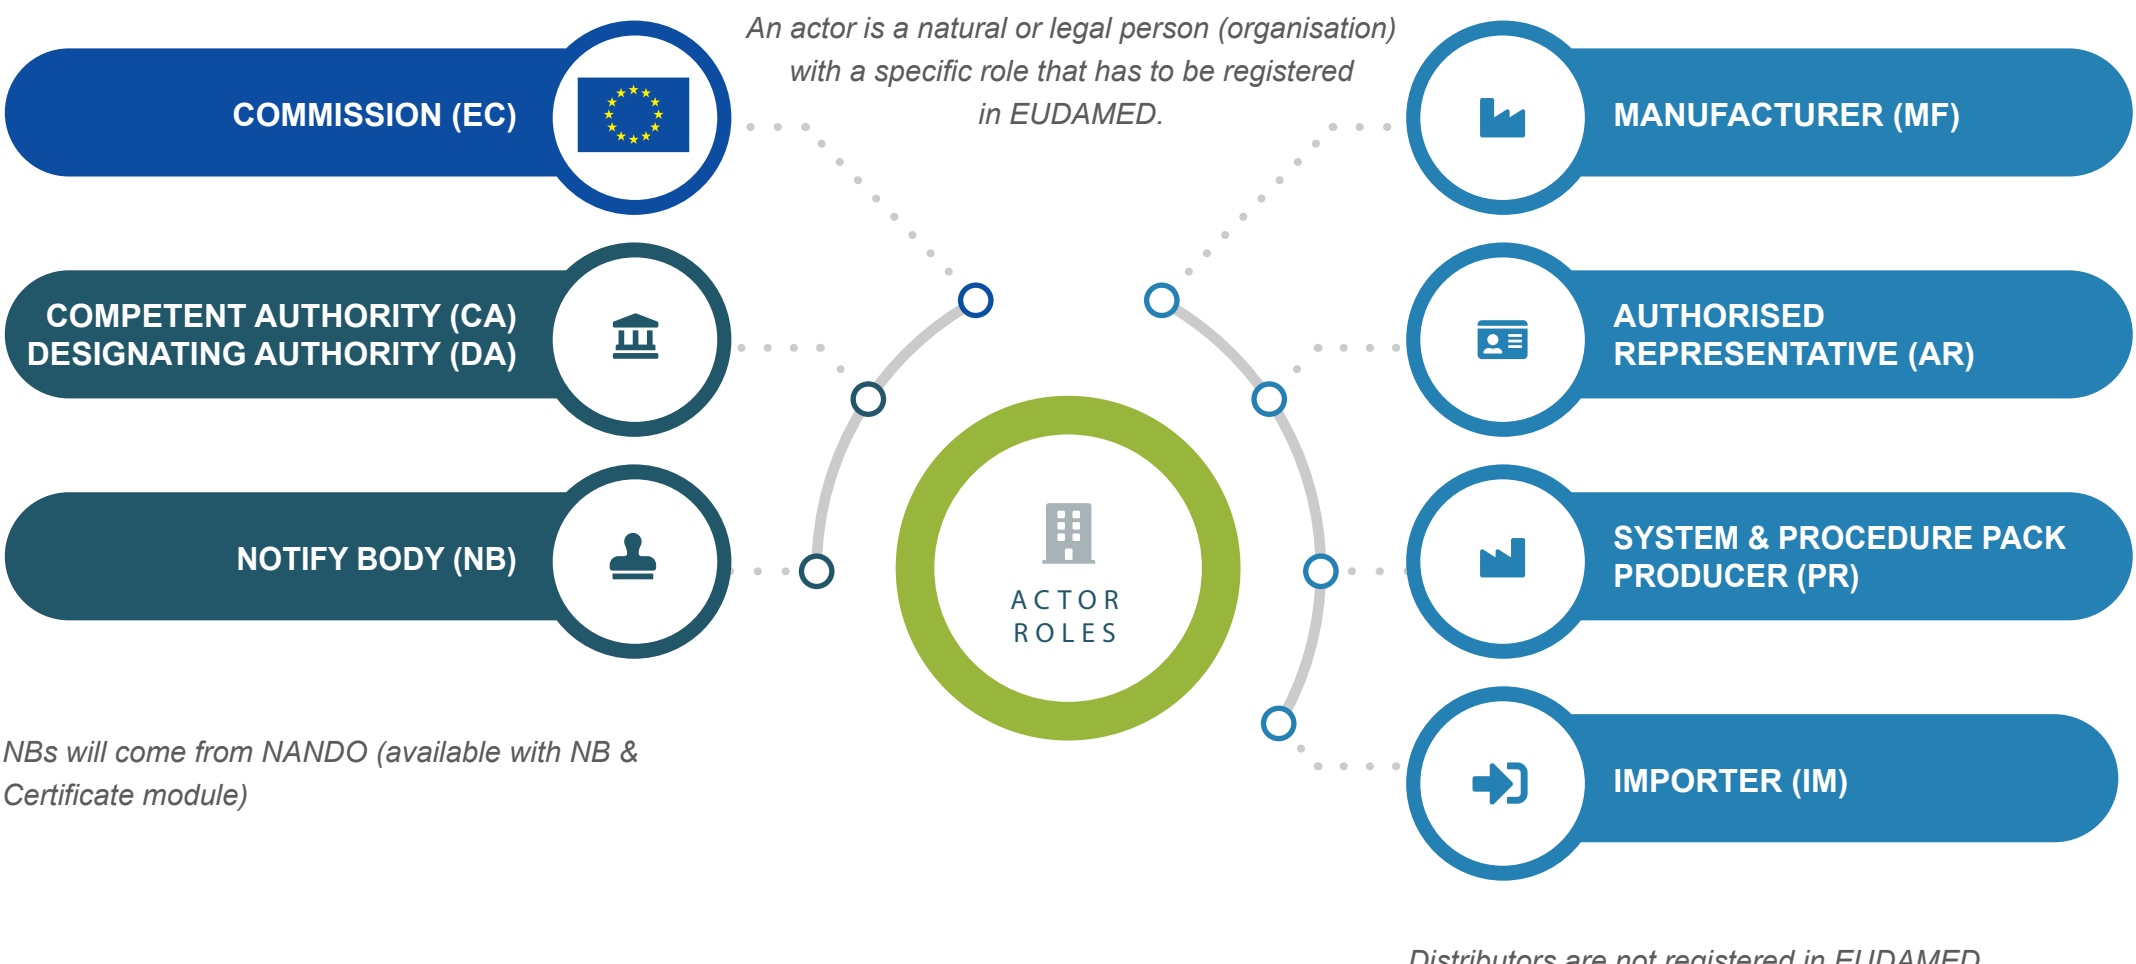 An actor is a natural or legal person (organisation)
with a specific role that has to be registered
in EUDAMED.
COMMISSION (EC)
COMPETENT AUTHORITY (CA)
DESIGNATING AUTHORITY (DA)
NOTIFY BODY (NB)
NBs will come from NANDO (available with NB &
Certificate module)
ACTOR
ROLES
MANUFACTURER (MF)
AUTHORISED
REPRESENTATIVE (AR)
SYSTEM & PROCEDURE PACK
PRODUCER (PR)
IMPORTER (IM)
Distributors are not registered in EUDAMED